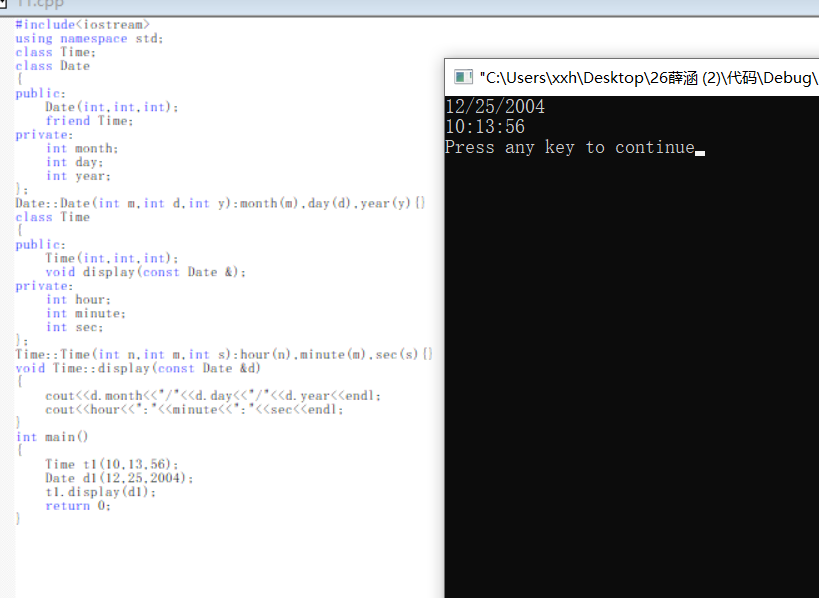 11.cpp
#include<iostream>
using namespace std;
class Time;
class Date
{
public:
    Date(int,int,int);
    friend Time;
private:
    int month;
    int day;
    int year;
};
Date::Date(int m,int d,int y):month(m),day(d),year(y){}
class Time
{
public:
    Time(int,int,int);
    void display(const Date &);
private:
    int hour;
    int minute;
    int sec;
};
Time::Time(int n,int m,int s):hour(n),minute(m),sec(s){}
void Time::display(const Date &d)
{
    cout<<d.month<<"/"<<d.day<<"/"<<d.year<<endl;
    cout<<hour<<":"<<minute<<":"<<sec<<endl;
}
int main()
{
    Time t1(10,13,56);
    Date d1(12,25,2004);
    t1.display(d1);
    return 0;
}
"C:\Users\xxh\Desktop\26薛涵 (2)\代码\Debug\
12/25/2004
10:13:56
Press any key to continue